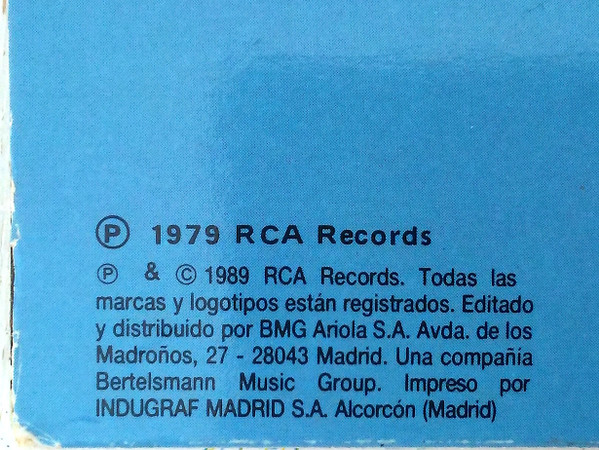 Ⓟ 1979 RCA Records
Ⓟ & © 1989 RCA Records. Todas las
marcas y logotipos están registrados. Editado
y distribuido por BMG Ariola S.A. Avda. de los
Madroños, 27 - 28043 Madrid. Una compañía
Bertelsmann Music Group. Impreso por
INDUGRAF MADRID S.A. Alcorcón (Madrid)